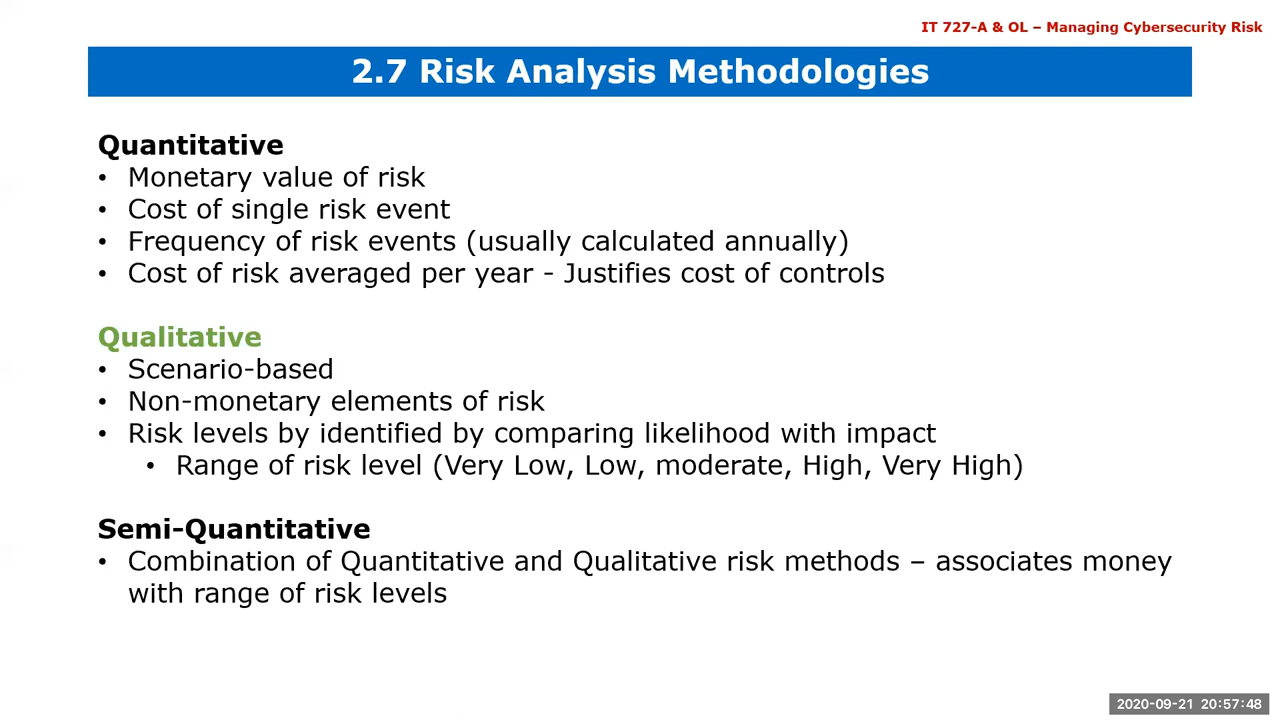 IT 727-A & OL – Managing Cybersecurity Risk
2.7 Risk Analysis Methodologies
Quantitative
• Monetary value of risk
• Cost of single risk event
• Frequency of risk events (usually calculated annually)
• Cost of risk averaged per year - Justifies cost of controls
Qualitative
• Scenario-based
• Non-monetary elements of risk
• Risk levels by identified by comparing likelihood with impact
• Range of risk level (Very Low, Low, moderate, High, Very High)
Semi-Quantitative
• Combination of Quantitative and Qualitative risk methods – associates money
with range of risk levels
2020-09-21 20:57:48